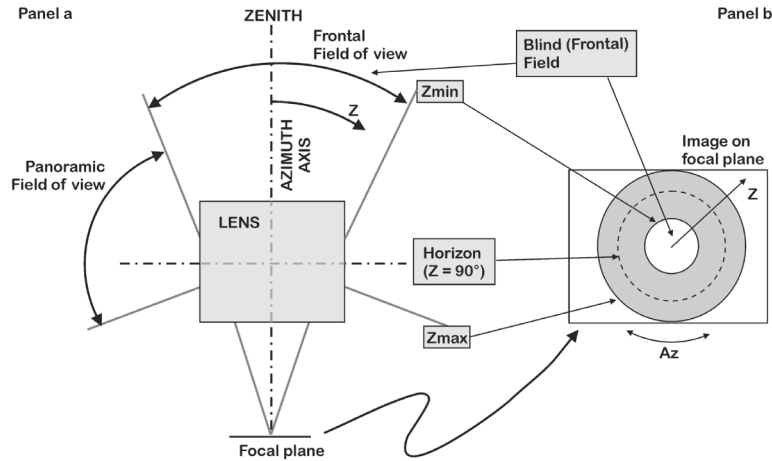 Panel a
ZENITH
Panel b
Frontal
Field of view
Blind (Frontal)
Field
Zmin
Z
AZIMUTH
AXIS
Image on
focal plane
Z
Panoramic
Field of view
LENS
Horizon
(Z = 90°)
Zmax
Az
Focal plane